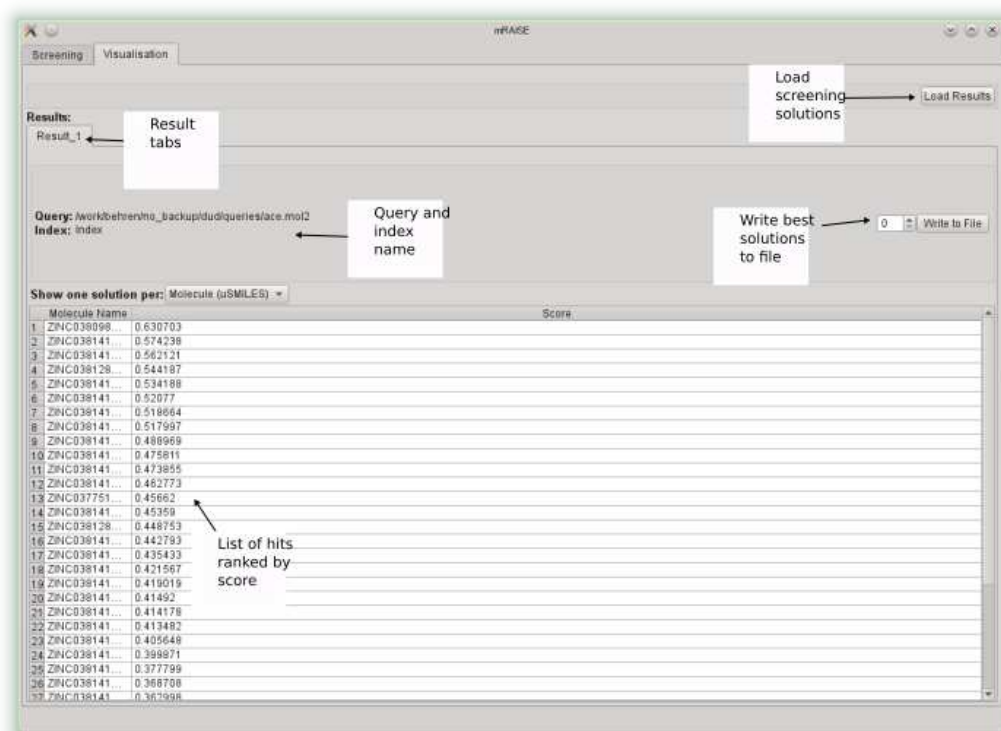 mRAISE
Screening Visualisation
Load
screening
solutions
Load Results
Results:
Result_1
Result
tabs
Query: /work/behren/no_backup/dud/queries/ace.mol2
Index: index
Query and
index
name
Write best
solutions
to file
0 Write to File
Show one solution per: Molecule (uSMILES)
Molecule Name Score
1 ZINC038098... 0.630703
2 ZINC038141... 0.574238
3 ZINC038141... 0.562121
4 ZINC038128... 0.544187
5 ZINC038141... 0.534188
6 ZINC038141... 0.52077
7 ZINC038141... 0.518664
8 ZINC038141... 0.517997
9 ZINC038141... 0.488969
10 ZINC038141... 0.475811
11 ZINC038141... 0.473855
12 ZINC038141... 0.462773
13 ZINC037751... 0.45662
14 ZINC038141... 0.45359
15 ZINC038128... 0.448753
16 ZINC038141... 0.442793
17 ZINC038141... 0.435433
18 ZINC038141... 0.421567
19 ZINC038141... 0.419019
20 ZINC038141... 0.41492
21 ZINC038141... 0.414178
22 ZINC038141... 0.413482
23 ZINC038141... 0.405648
24 ZINC038141... 0.399871
25 ZINC038141... 0.377799
26 ZINC038141... 0.368708
27 ZINC038141... 0.367998
List of hits
ranked by
score